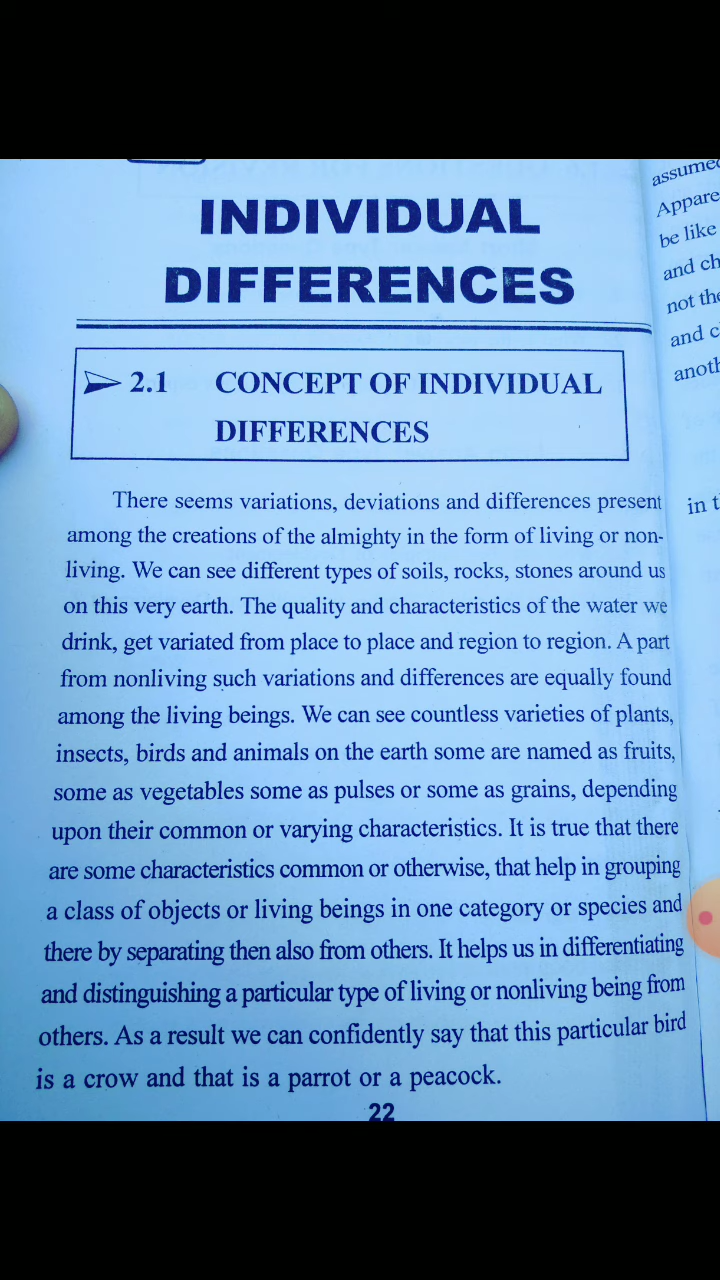 INDIVIDUAL
DIFFERENCES
2.1 CONCEPT OF INDIVIDUAL
DIFFERENCES
There seems variations, deviations and differences present
among the creations of the almighty in the form of living or non-
living. We can see different types of soils, rocks, stones around us
on this very earth. The quality and characteristics of the water we
drink, get variated from place to place and region to region. A part
from nonliving such variations and differences are equally found
among the living beings. We can see countless varieties of plants,
insects, birds and animals on the earth some are named as fruits,
some as vegetables some as pulses or some as grains, depending
upon their common or varying characteristics. It is true that there
are some characteristics common or otherwise, that help in grouping
a class of objects or living beings in one category or species and
there by separating then also from others. It helps us in differentiating
and distinguishing a particular type of living or nonliving being from
others. As a result we can confidently say that this particular bird
is a crow and that is a parrot or a peacock.
22
be like
and
not
and
in